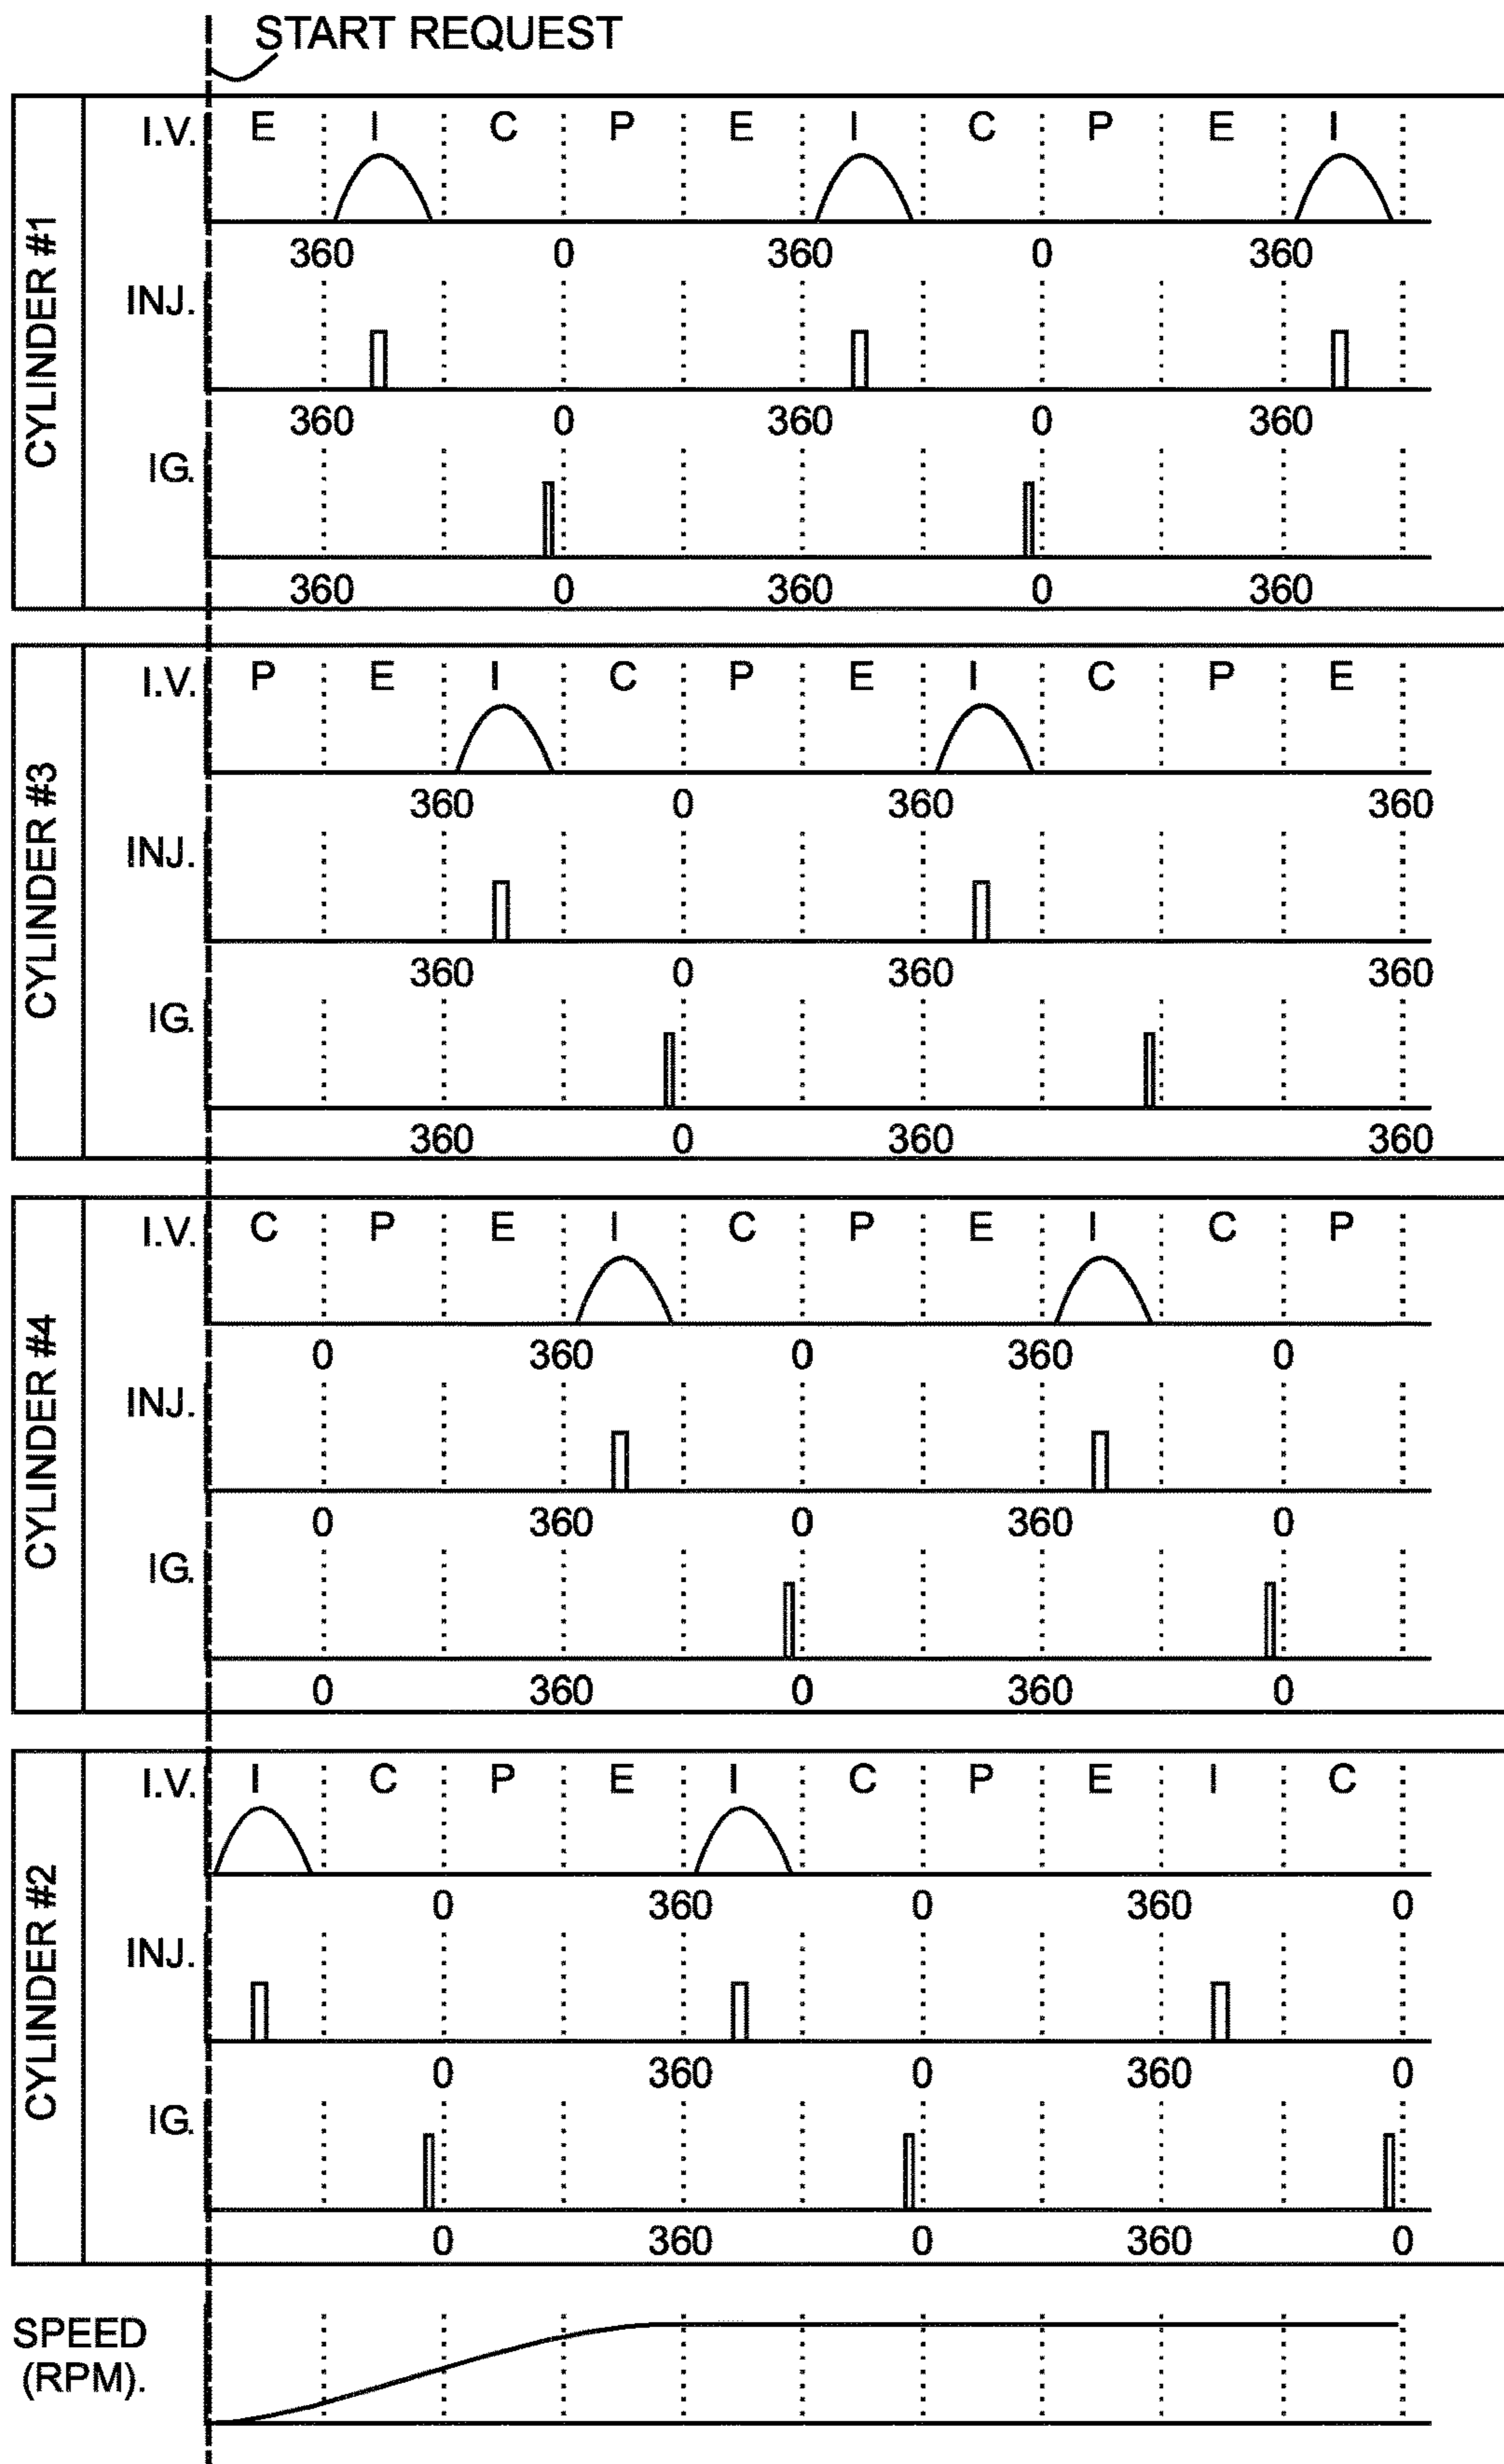 START REQUEST
CYLINDER #1
I.V. E I C P E I C P E I
360 0 360 0 360
INJ.
360 0 360 0 360
IG.
360 0 360 0 360
CYLINDER #3
I.V. P E I C P E I C P E
360 0 360 360
INJ.
360 0 360 360
IG.
360 0 360 360
CYLINDER #4
I.V. C P E I C P E I C P
0 360 0 360 0
INJ.
0 360 0 360 0
IG.
0 360 0 360 0
CYLINDER #2
I.V. I C P E I C P E I C
0 360 0 360 0
INJ.
0 360 0 360 0
IG.
0 360 0 360 0
SPEED
(RPM).